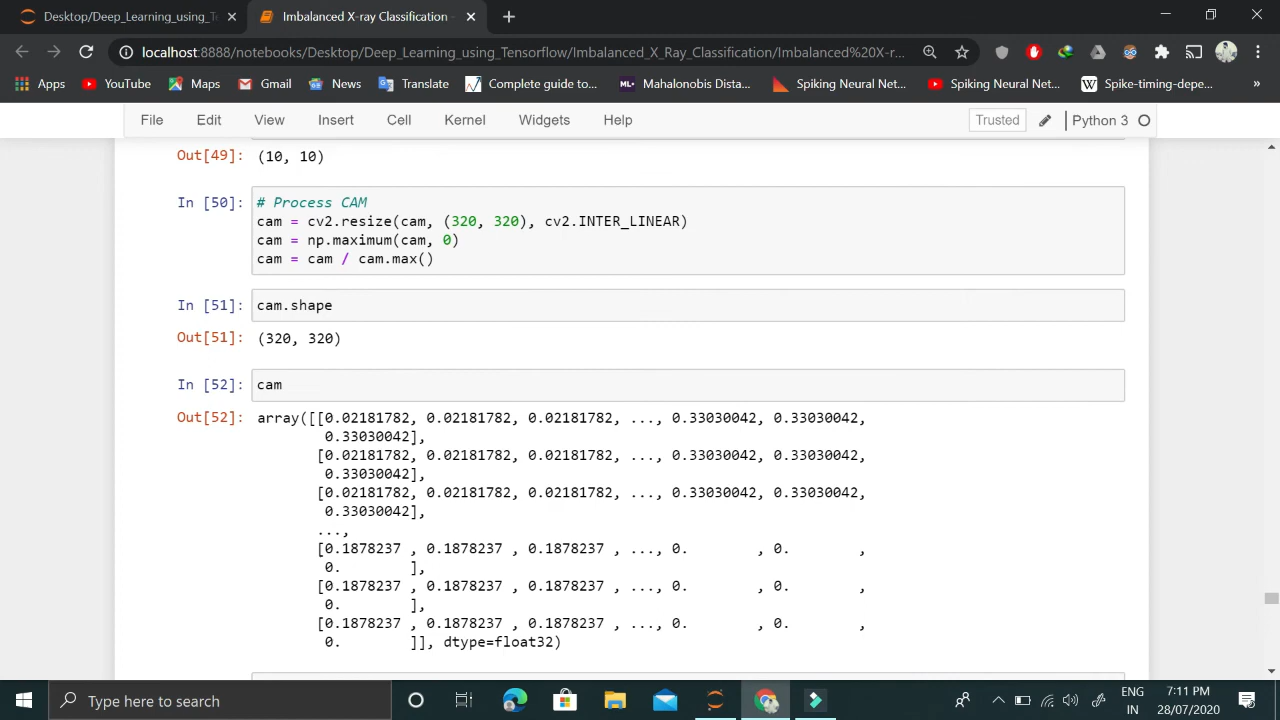 Desktop/Deep_Learning_using_Te
Imbalanced X-ray Classification -
localhost:8888/notebooks/Desktop/Deep_Learning_using_Tensorflow/Imbalanced_X_Ray_Classification/Imbalanced%20X-r...
Apps YouTube Maps Gmail News Translate Complete guide to... ML+ Mahalonobis Dista... Spiking Neural Net... Spiking Neural Net... W Spike-timing-depe... »
File Edit View Insert Cell Kernel Widgets Help Trusted Python 3
Out[49]: (10, 10)
In [50]: # Process CAM
cam = cv2.resize(cam, (320, 320), cv2.INTER_LINEAR)
cam = np.maximum(cam, 0)
cam = cam / cam.max()
In [51]: cam.shape
Out[51]: (320, 320)
In [52]: cam
Out[52]: array([[0.02181782, 0.02181782, 0.02181782, ..., 0.33030042, 0.33030042,
0.33030042],
[0.02181782, 0.02181782, 0.02181782, ..., 0.33030042, 0.33030042,
0.33030042],
[0.02181782, 0.02181782, 0.02181782, ..., 0.33030042, 0.33030042,
0.33030042],
...,
[0.1878237 , 0.1878237 , 0.1878237 , ..., 0.        , 0.        ,
0.        ],
[0.1878237 , 0.1878237 , 0.1878237 , ..., 0.        , 0.        ,
0.        ],
[0.1878237 , 0.1878237 , 0.1878237 , ..., 0.        , 0.        ,
0.        ]], dtype=float32)
Type here to search
ENG
IN
7:11 PM
28/07/2020